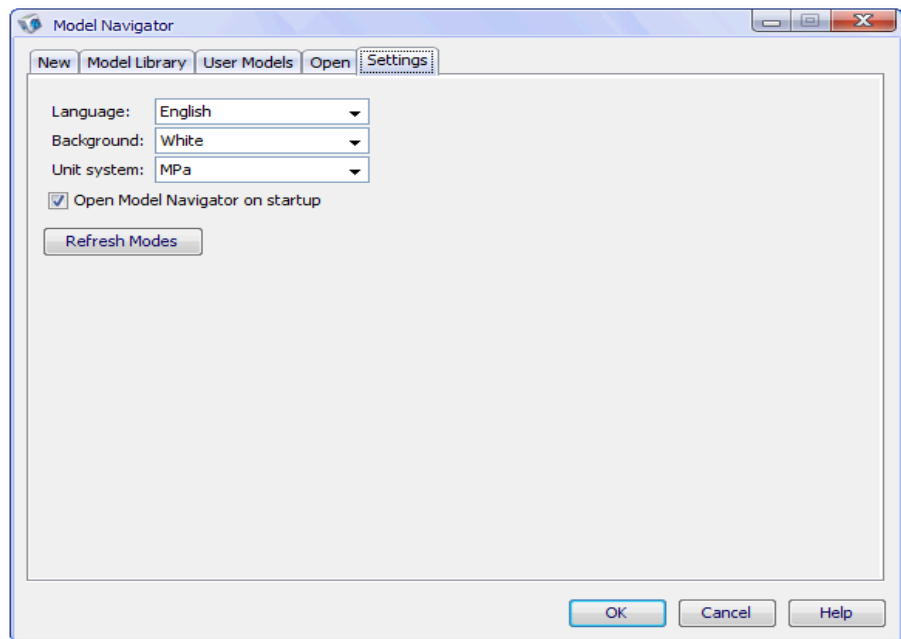 Model Navigator
New Model Library User Models Open Settings
Language: English
Background: White
Unit system: MPa
Open Model Navigator on startup
Refresh Modes
OK Cancel Help